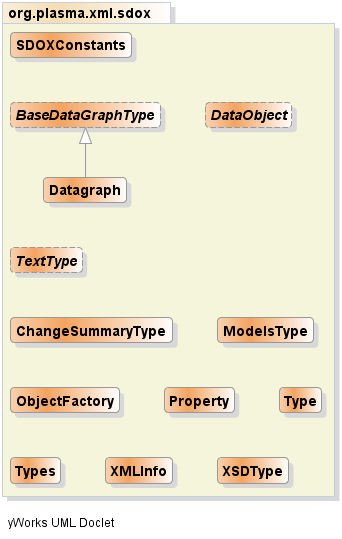 org.plasma.xml.sdox
SDOXConstants
BaseDataGraphType DataObject
Datagraph
TextType
ChangeSummaryType ModelsType
ObjectFactory Property Type
Types XMLInfo XSDType
yWorks UML Doclet